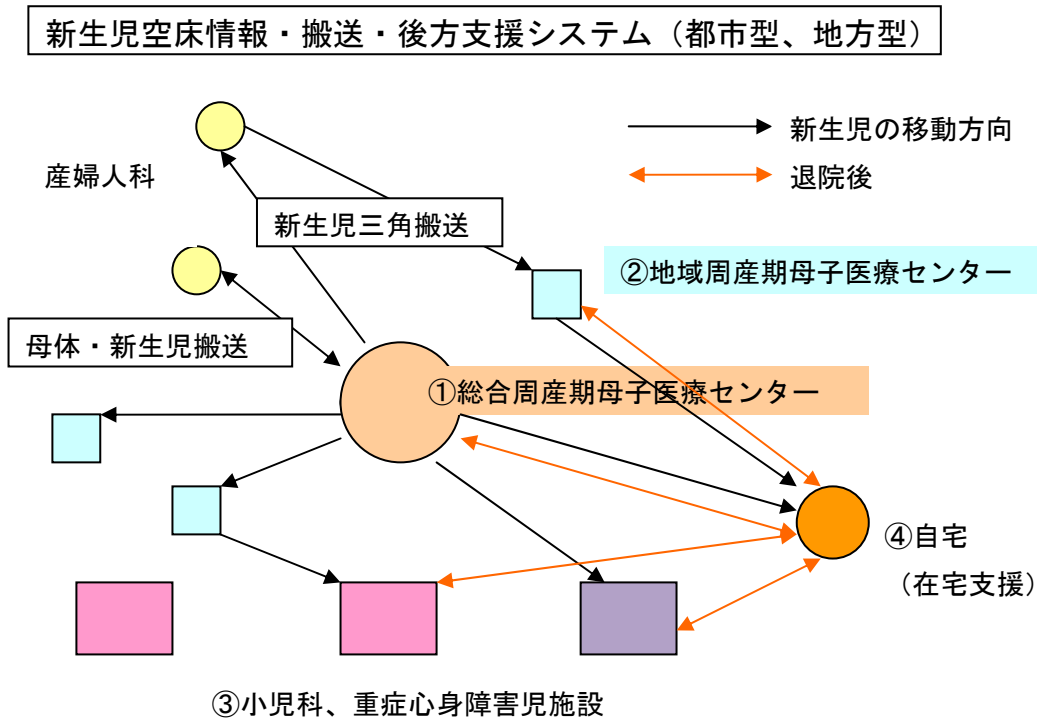 新生児空床情報・搬送・後方支援システム(都市型、地方型)
新生児の移動方向
産婦人科
退院後
新生児三角搬送
②地域周産期母子医療センター
母体・新生児搬送
①総合周産期母子医療センター
④自宅
(在宅支援)
③小児科、重症心身障害児施設